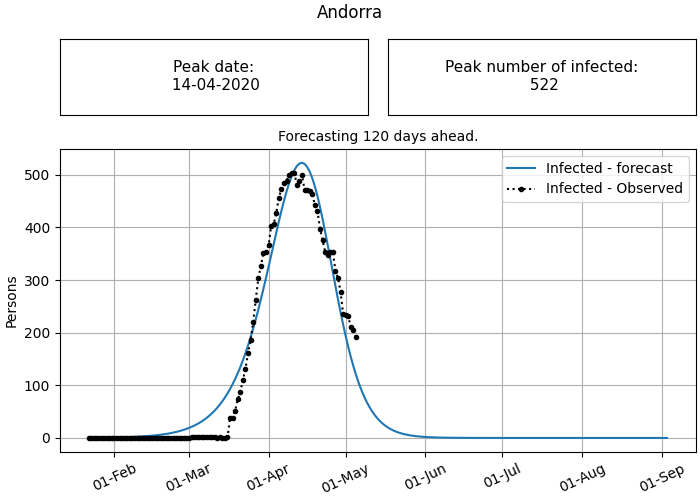 Andorra
Peak date:
14-04-2020
Peak number of infected:
522
Forecasting 120 days ahead.
Infected - forecast
Infected - Observed
Persons
500
400
300
200
100
0
01-Feb
01-Mar
01-Apr
01-May
01-Jun
01-Jul
01-Aug
01-Sep